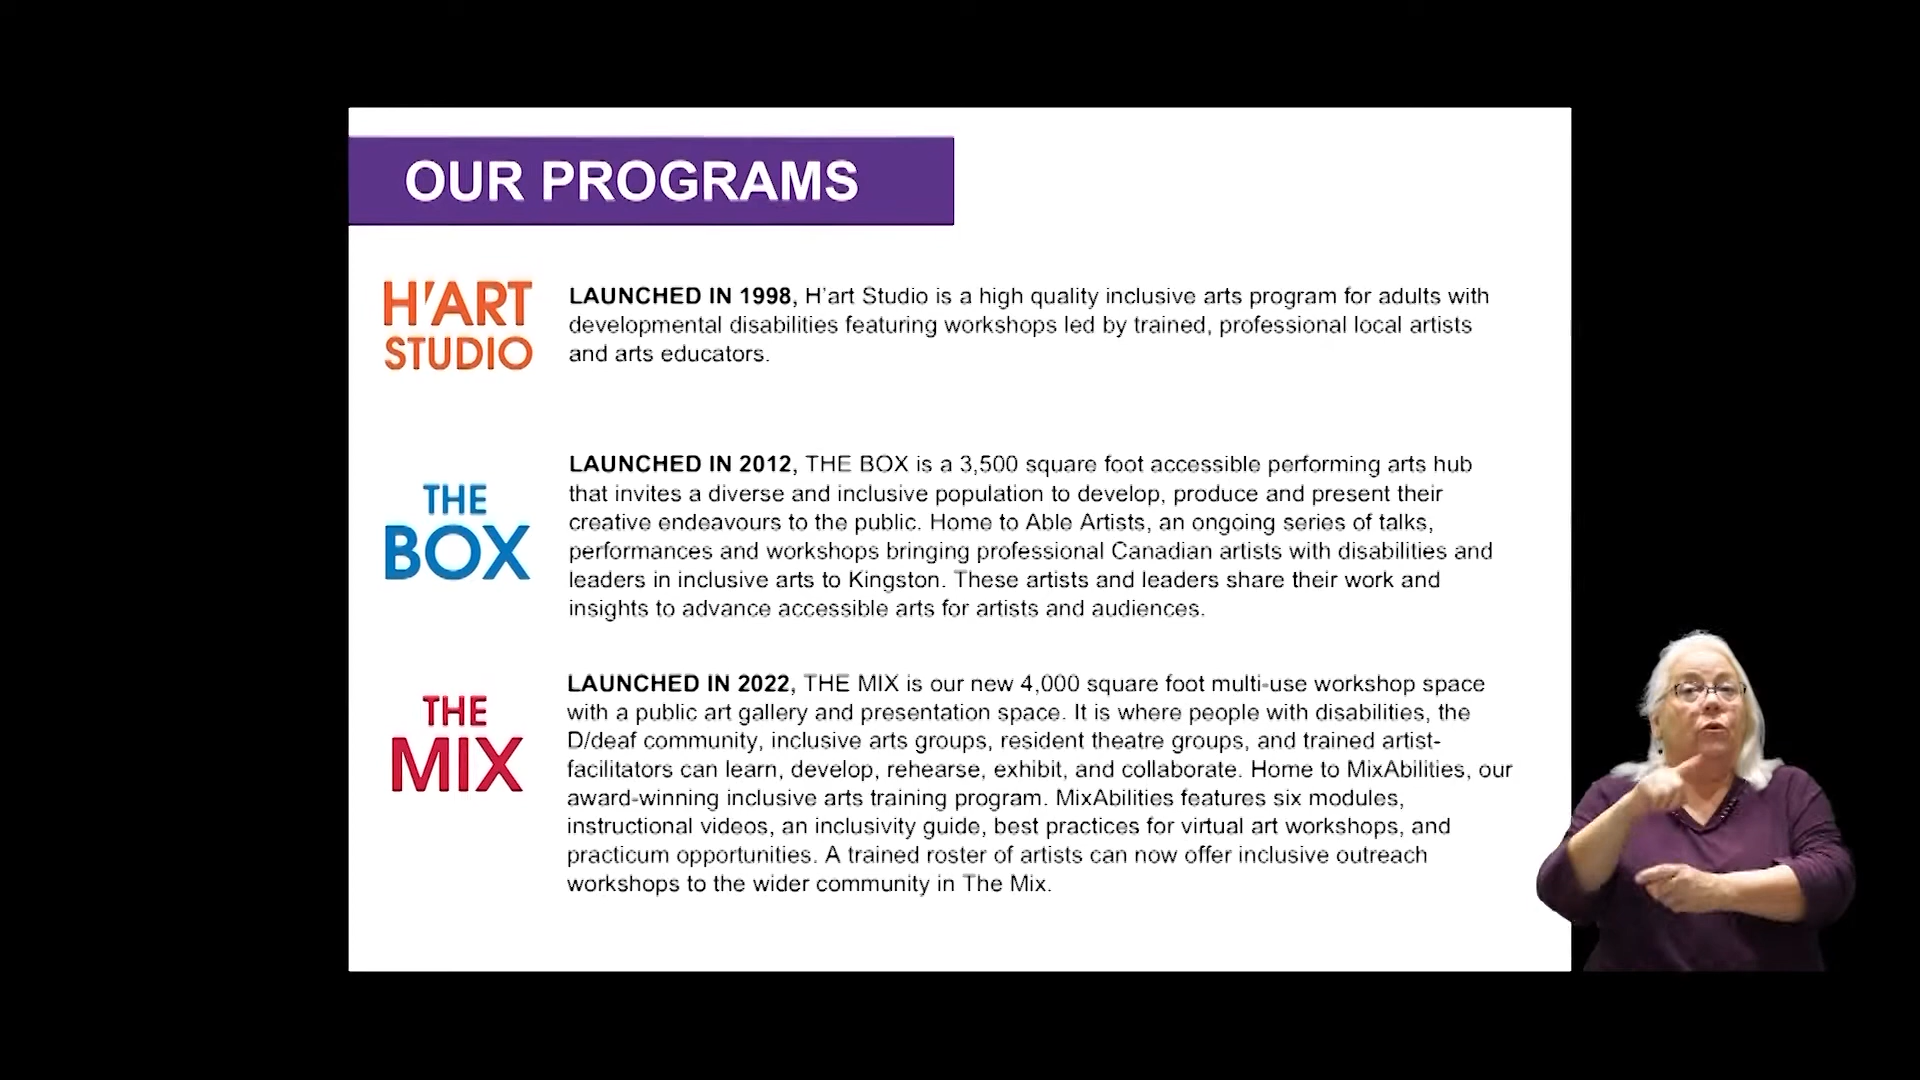 OUR PROGRAMS
H'ART
STUDIO
LAUNCHED IN 1998, H'art Studio is a high quality inclusive arts program for adults with
developmental disabilities featuring workshops led by trained, professional local artists
and arts educators.
THE
BOX
LAUNCHED IN 2012, THE BOX is a 3,500 square foot accessible performing arts hub
that invites a diverse and inclusive population to develop, produce and present their
creative endeavours to the public. Home to Able Artists, an ongoing series of talks,
performances and workshops bringing professional Canadian artists with disabilities and
leaders in inclusive arts to Kingston. These artists and leaders share their work and
insights to advance accessible arts for artists and audiences.
THE
MIX
LAUNCHED IN 2022, THE MIX is our new 4,000 square foot multi-use workshop space
with a public art gallery and presentation space. It is where people with disabilities, the
D/deaf community, inclusive arts groups, resident theatre groups, and trained artist-
facilitators can learn, develop, rehearse, exhibit, and collaborate. Home to MixAbilities, our
award-winning inclusive arts training program. MixAbilities features six modules,
instructional videos, an inclusivity guide, best practices for virtual art workshops, and
practicum opportunities. A trained roster of artists can now offer inclusive outreach
workshops to the wider community in The Mix.